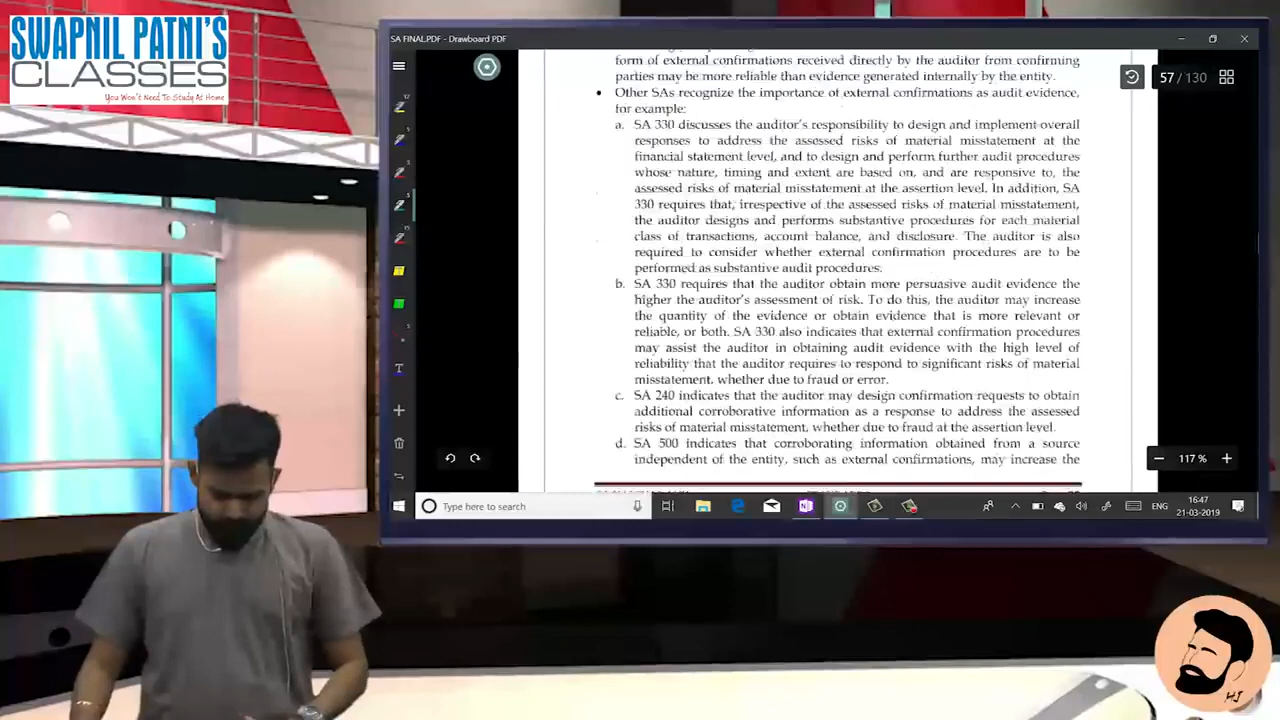 SWAPNIL PATNI'S
CLASSES
You Won't Need To Study At Home
SA FINAL.PDF - Drawboard PDF
form of external confirmations received directly by the auditor from confirming
parties may be more reliable than evidence generated internally by the entity.
57 / 130
• Other SAs recognize the importance of external confirmations as audit evidence,
for example:
a. SA 330 discusses the auditor's responsibility to design and implement overall
responses to address the assessed risks of material misstatement at the
financial statement level, and to design and perform further audit procedures
whose nature, timing and extent are based on, and are responsive to, the
assessed risks of material misstatement at the assertion level. In addition, SA
330 requires that, irrespective of the assessed risks of material misstatement,
the auditor designs and performs substantive procedures for each material
class of transactions, account balance, and disclosure. The auditor is also
required to consider whether external confirmation procedures are to be
performed as substantive audit procedures.
b. SA 330 requires that the auditor obtain more persuasive audit evidence the
higher the auditor's assessment of risk. To do this, the auditor may increase
the quantity of the evidence or obtain evidence that is more relevant or
reliable, or both. SA 330 also indicates that external confirmation procedures
may assist the auditor in obtaining audit evidence with the high level of
reliability that the auditor requires to respond to significant risks of material
misstatement, whether due to fraud or error.
c. SA 240 indicates that the auditor may design confirmation requests to obtain
additional corroborative information as a response to address the assessed
risks of material misstatement, whether due to fraud at the assertion level.
d. SA 500 indicates that corroborating information obtained from a source
independent of the entity, such as external confirmations, may increase the
117 %
Type here to search
ENG
16:47
21-03-2019
HJ